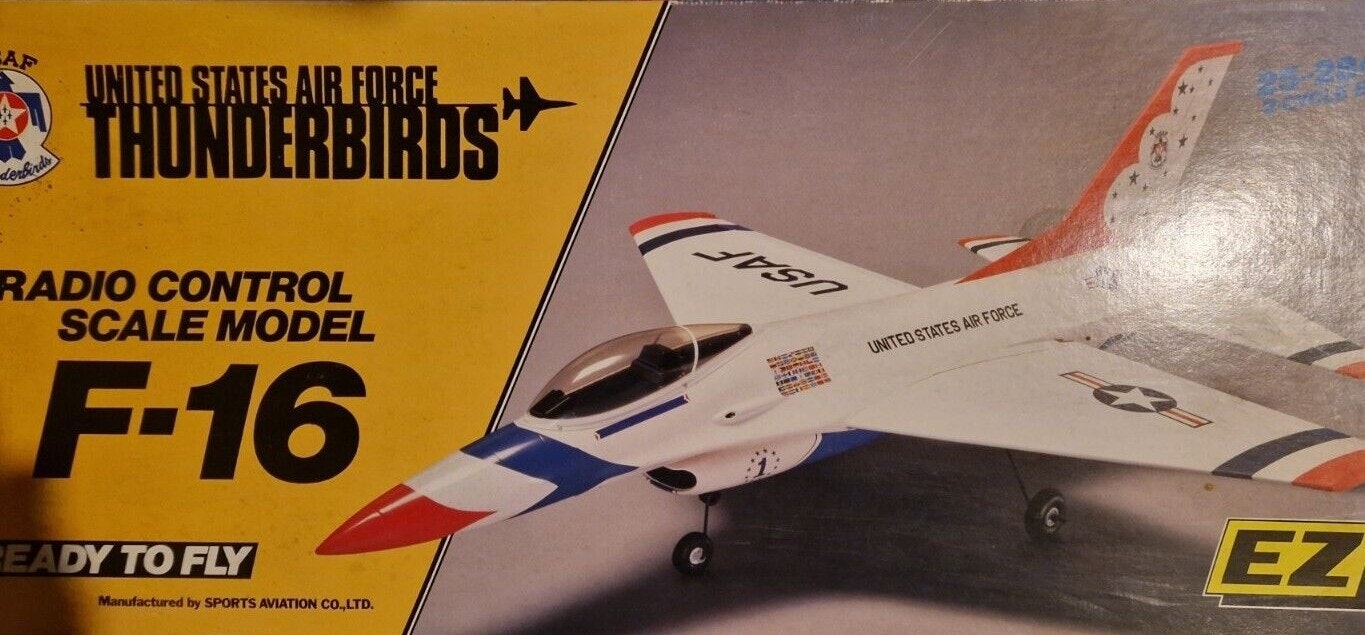 UNITED STATES AIR FORCE
THUNDERBIRDS
RADIO CONTROL
SCALE MODEL
F-16
READY TO FLY
Manufactured by SPORTS AVIATION CO.,LTD.
USAF
UNITED STATES AIR FORCE
1
EZ